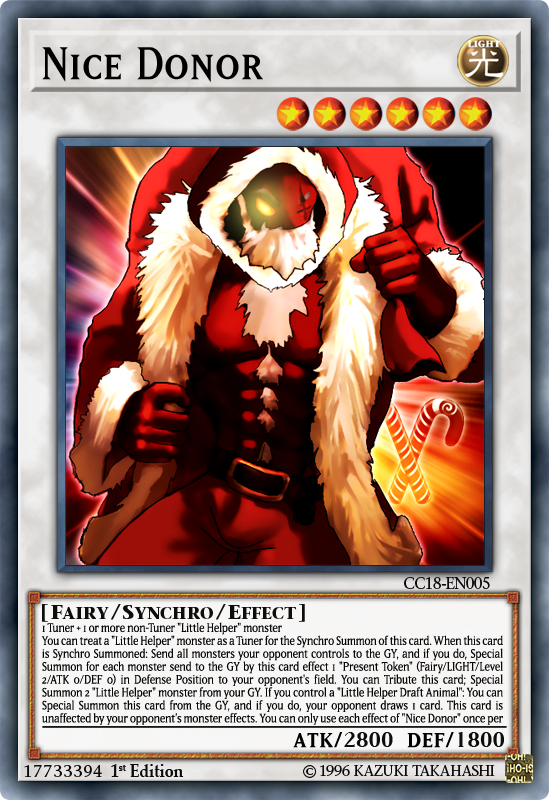 NICE DONOR
LIGHT
光
CC18-EN005
[FAIRY/SYNCHRO/EFFECT]
1 Tuner + 1 or more non-Tuner "Little Helper" monster
You can treat a "Little Helper" monster as a Tuner for the Synchro Summon of this card. When this card
is Synchro Summoned: Send all monsters your opponent controls to the GY, and if you do, Special
Summon for each monster send to the GY by this card effect 1 "Present Token" (Fairy/LIGHT/Level
2/ATK 0/DEF 0) in Defense Position to your opponent's field. You can Tribute this card; Special
Summon 2 "Little Helper" monster from your GY. If you control a "Little Helper Draft Animal": You can
Special Summon this card from the GY, and if you do, your opponent draws 1 card. This card is
unaffected by your opponent's monster effects. You can only use each effect of "Nice Donor" once per
ATK/2800 DEF/1800
17733394 1st Edition
© 1996 KAZUKI TAKAHASHI